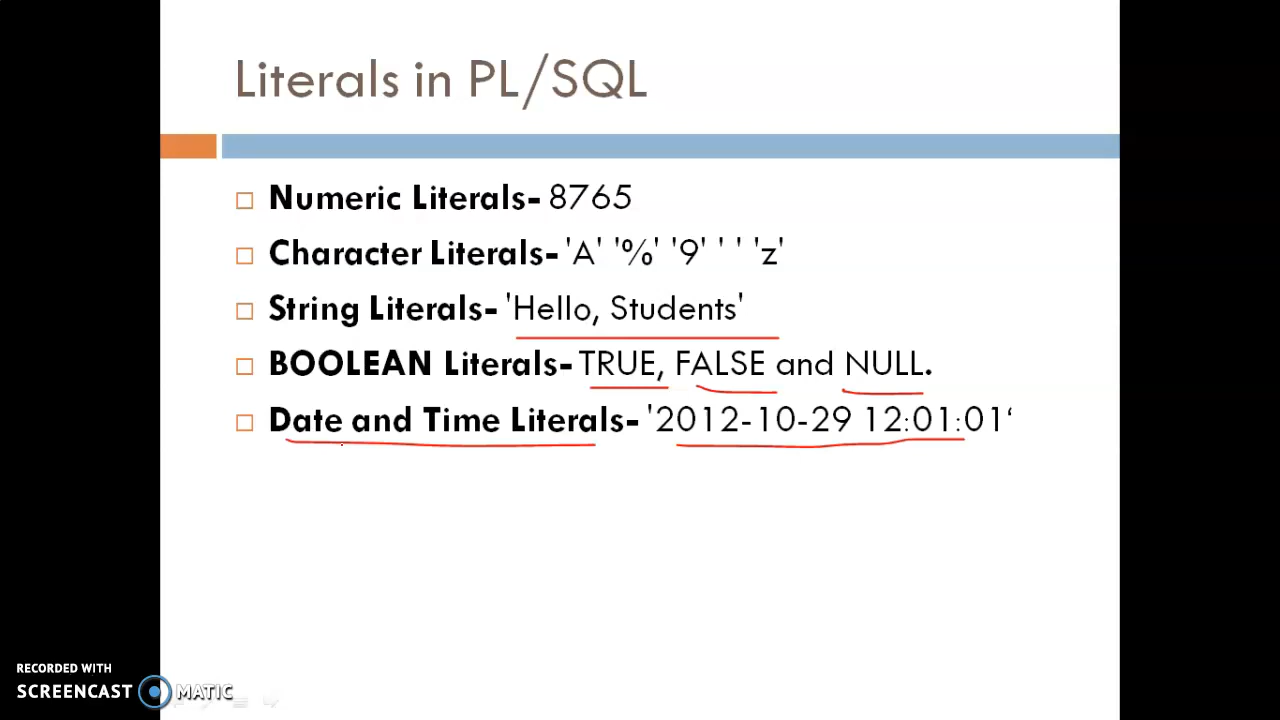 Literals in PL/SQL
Numeric Literals- 8765
Character Literals- 'A' '%' '9' ' ' 'z'
String Literals- 'Hello, Students'
BOOLEAN Literals- TRUE, FALSE and NULL.
Date and Time Literals- '2012-10-29 12:01:01‘
RECORDED WITH
SCREENCAST MATIC